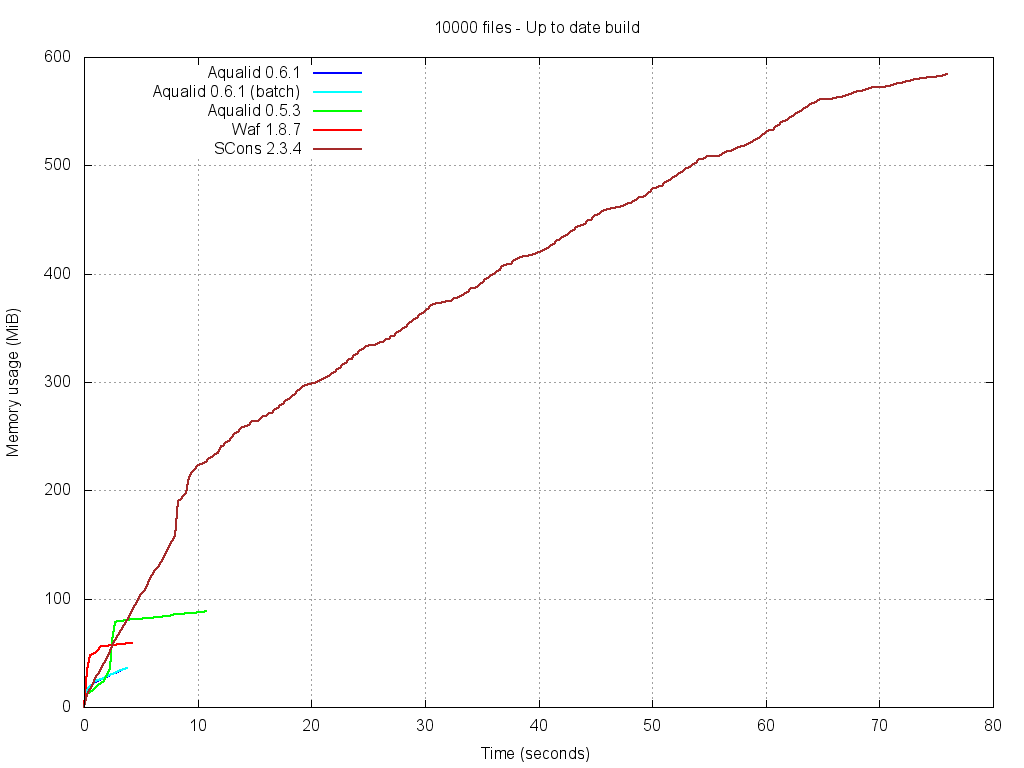 10000 files - Up to date build
600
500
400
300
200
100
0
Memory usage (MiB)
Aqualid 0.6.1
Aqualid 0.6.1 (batch)
Aqualid 0.5.3
Waf 1.8.7
SCons 2.3.4
0 10 20 30 40 50 60 70 80
Time (seconds)